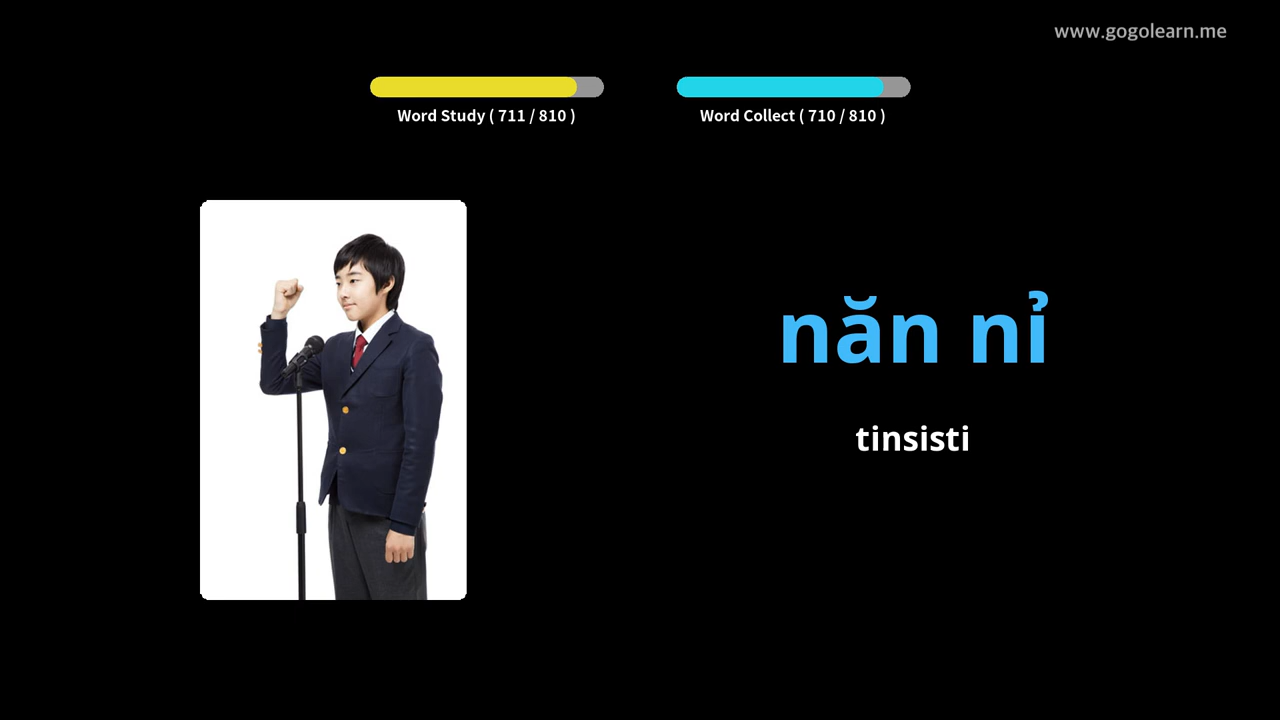 www.gogolearn.me
Word Study ( 711 / 810 )
Word Collect ( 710 / 810 )
năn nỉ
tinsisti